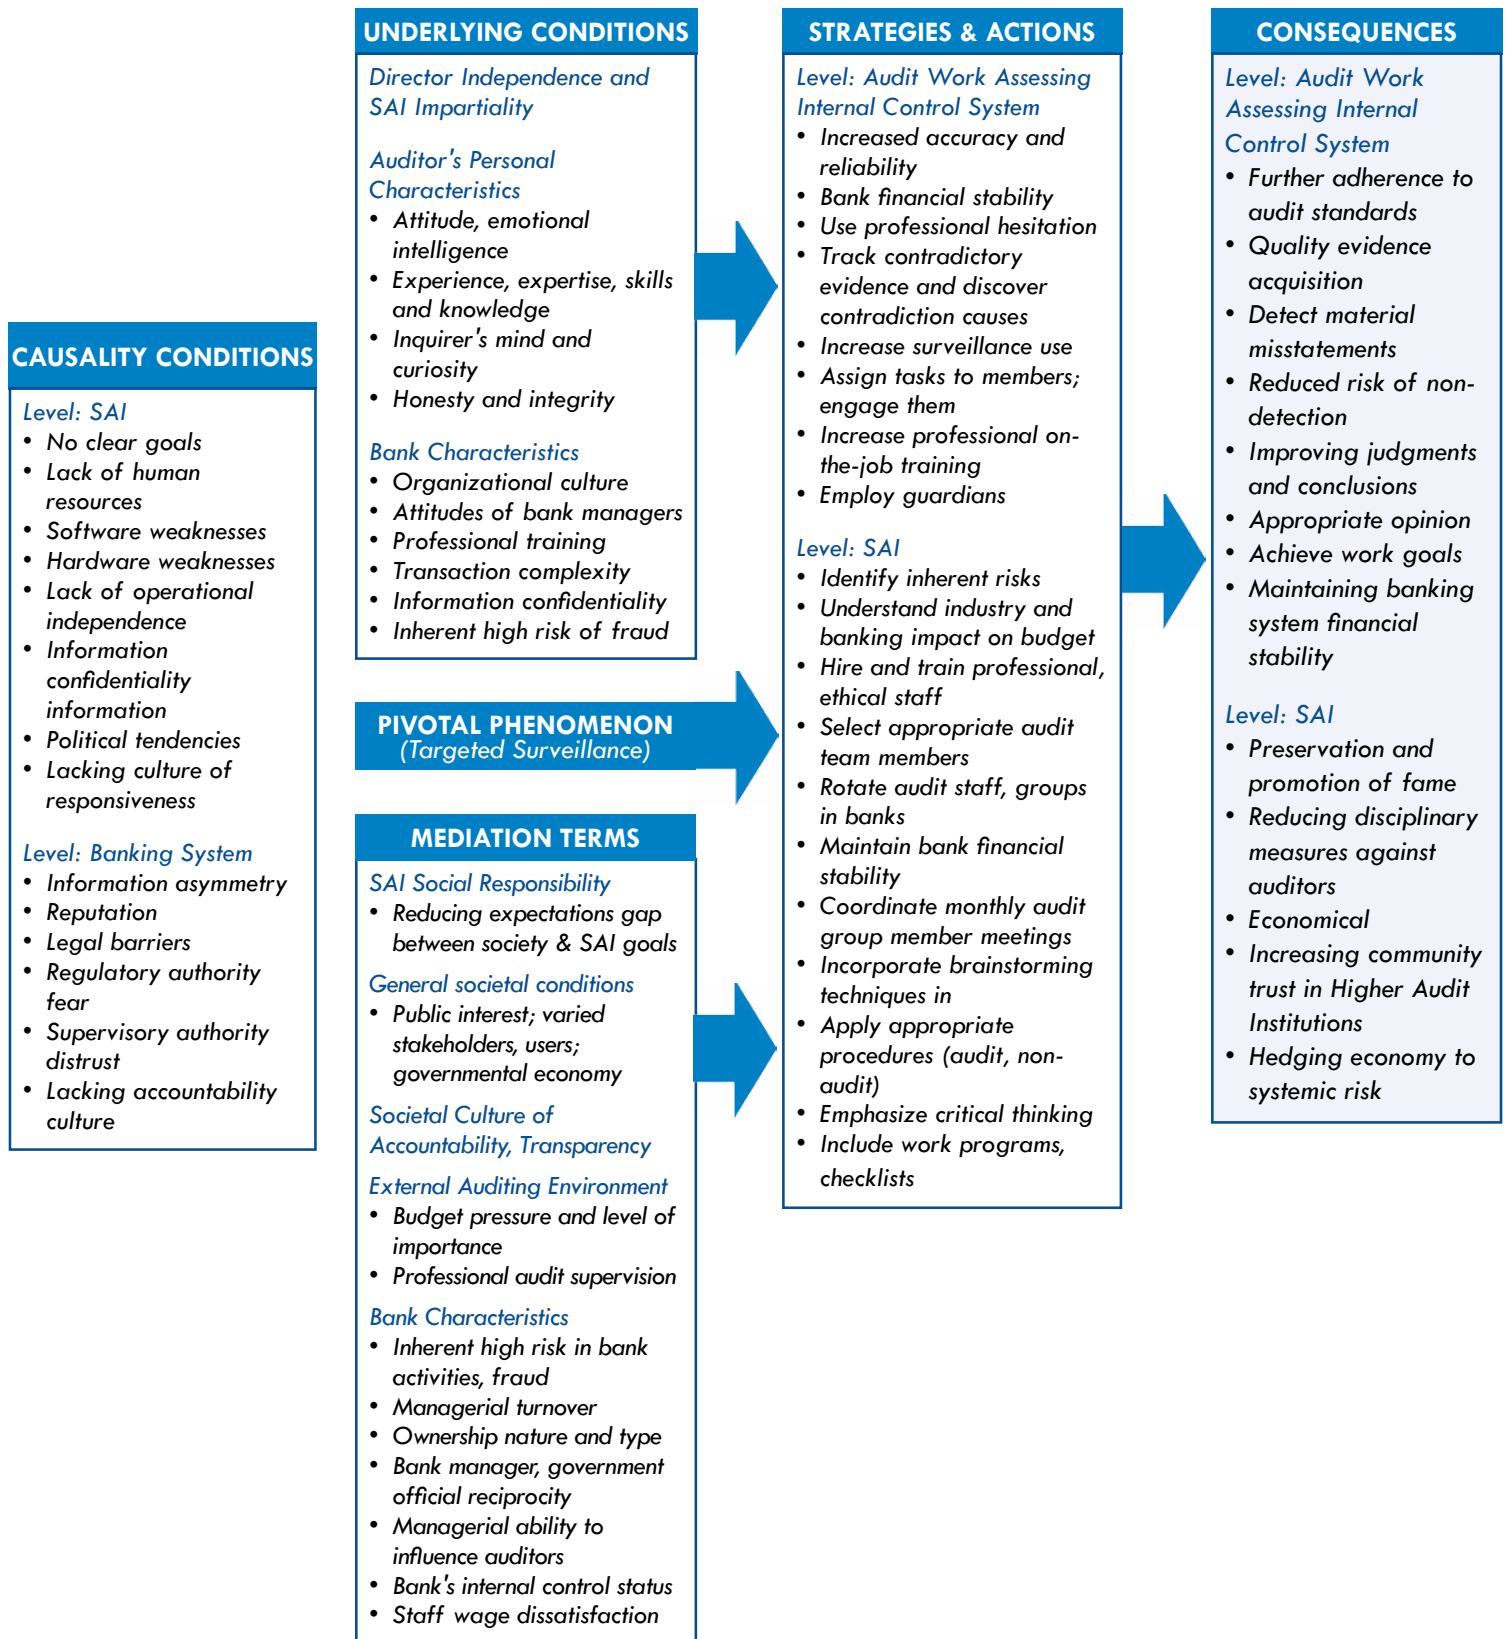 CAUSALITY CONDITIONS
Level: SAI
• No clear goals
• Lack of human
resources
• Software weaknesses
• Hardware weaknesses
• Lack of operational
independence
• Information
confidentiality
information
• Political tendencies
• Lacking culture of
responsiveness
Level: Banking System
• Information asymmetry
• Reputation
• Legal barriers
• Regulatory authority
fear
• Supervisory authority
distrust
• Lacking accountability
culture
UNDERLYING CONDITIONS
Director Independence and
SAI Impartiality
Auditor's Personal
Characteristics
• Attitude, emotional
intelligence
• Experience, expertise, skills
and knowledge
• Inquirer's mind and
curiosity
• Honesty and integrity
Bank Characteristics
• Organizational culture
• Attitudes of bank managers
• Professional training
• Transaction complexity
• Information confidentiality
• Inherent high risk of fraud
PIVOTAL PHENOMENON
(Targeted Surveillance)
MEDIATION TERMS
SAI Social Responsibility
• Reducing expectations gap
between society & SAI goals
General societal conditions
• Public interest; varied
stakeholders, users;
governmental economy
Societal Culture of
Accountability, Transparency
External Auditing Environment
• Budget pressure and level of
importance
• Professional audit supervision
Bank Characteristics
• Inherent high risk in bank
activities, fraud
• Managerial turnover
• Ownership nature and type
• Bank manager, government
official reciprocity
• Managerial ability to
influence auditors
• Bank's internal control status
• Staff wage dissatisfaction
STRATEGIES & ACTIONS
Level: Audit Work Assessing
Internal Control System
• Increased accuracy and
reliability
• Bank financial stability
• Use professional hesitation
• Track contradictory
evidence and discover
contradiction causes
• Increase surveillance use
• Assign tasks to members;
engage them
• Increase professional on-
the-job training
• Employ guardians
Level: SAI
• Identify inherent risks
• Understand industry and
banking impact on budget
• Hire and train professional,
ethical staff
• Select appropriate audit
team members
• Rotate audit staff, groups
in banks
• Maintain bank financial
stability
• Coordinate monthly audit
group member meetings
• Incorporate brainstorming
techniques in
• Apply appropriate
procedures (audit, non-
audit)
• Emphasize critical thinking
• Include work programs,
checklists
CONSEQUENCES
Level: Audit Work
Assessing Internal
Control System
• Further adherence to
audit standards
• Quality evidence
acquisition
• Detect material
misstatements
• Reduced risk of non-
detection
• Improving judgments
and conclusions
• Appropriate opinion
• Achieve work goals
• Maintaining banking
system financial
stability
Level: SAI
• Preservation and
promotion of fame
• Reducing disciplinary
measures against
auditors
• Economical
• Increasing community
trust in Higher Audit
Institutions
• Hedging economy to
systemic risk